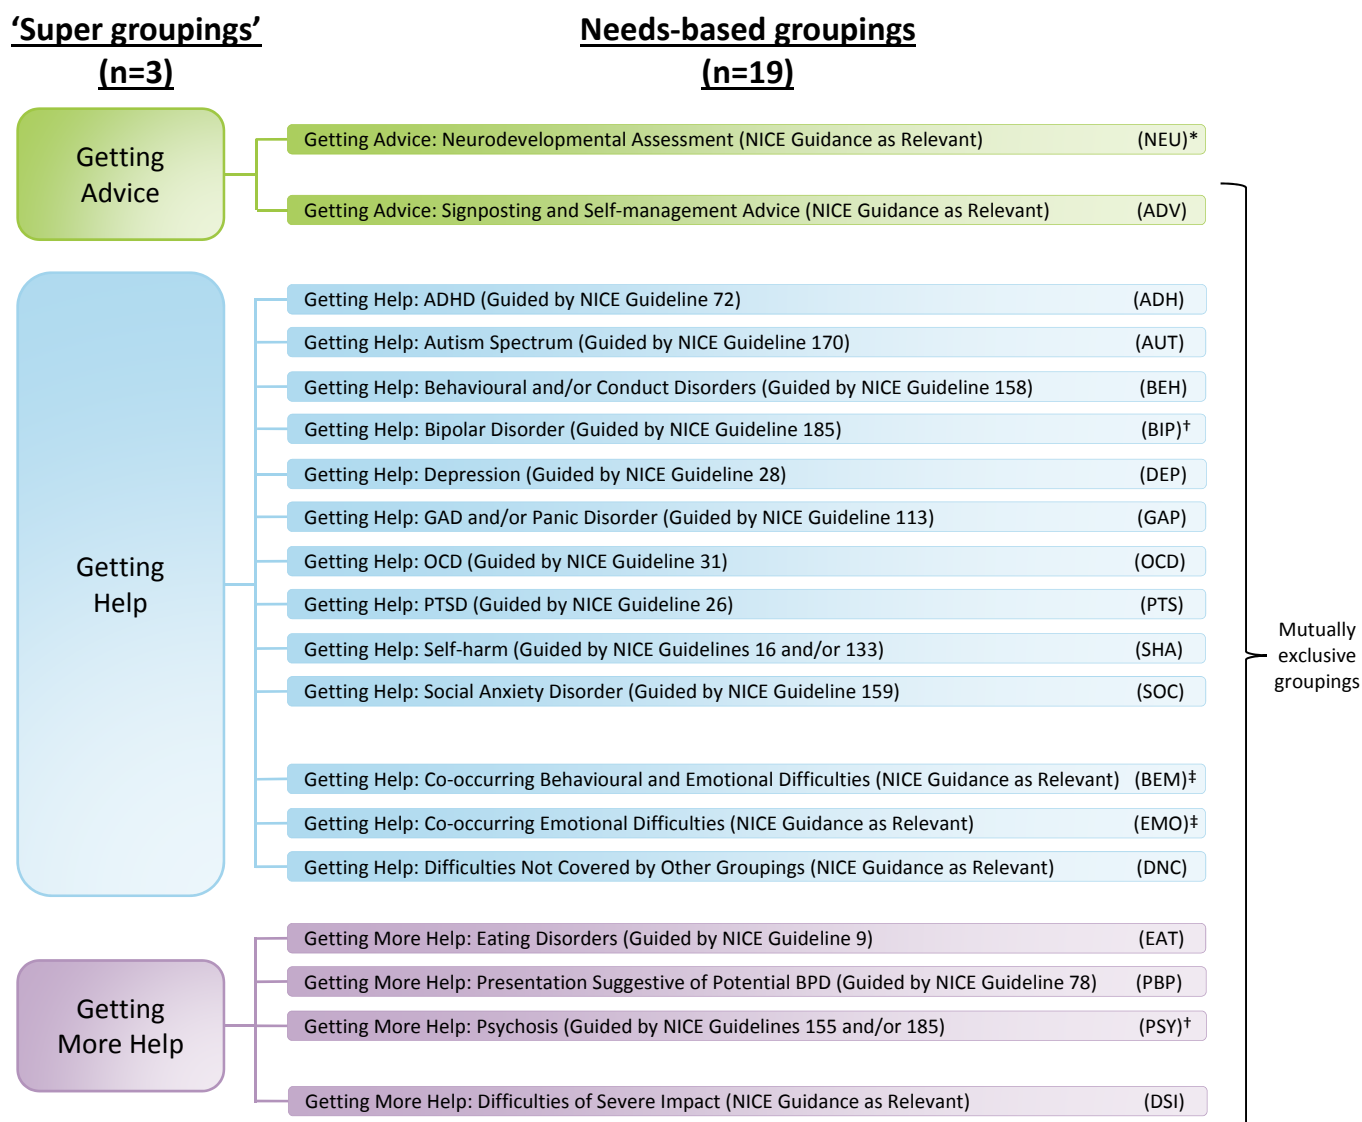 ‘Super groupings’
(n=3)
Needs-based groupings
(n=19)
Getting
Advice
Getting Advice: Neurodevelopmental Assessment (NICE Guidance as Relevant) (NEU)*
Getting Advice: Signposting and Self-management Advice (NICE Guidance as Relevant) (ADV)
Getting
Help
Getting Help: ADHD (Guided by NICE Guideline 72) (ADH)
Getting Help: Autism Spectrum (Guided by NICE Guideline 170) (AUT)
Getting Help: Behavioural and/or Conduct Disorders (Guided by NICE Guideline 158) (BEH)
Getting Help: Bipolar Disorder (Guided by NICE Guideline 185) (BIP)†
Getting Help: Depression (Guided by NICE Guideline 28) (DEP)
Getting Help: GAD and/or Panic Disorder (Guided by NICE Guideline 113) (GAP)
Getting Help: OCD (Guided by NICE Guideline 31) (OCD)
Getting Help: PTSD (Guided by NICE Guideline 26) (PTS)
Getting Help: Self-harm (Guided by NICE Guidelines 16 and/or 133) (SHA)
Getting Help: Social Anxiety Disorder (Guided by NICE Guideline 159) (SOC)
Getting Help: Co-occurring Behavioural and Emotional Difficulties (NICE Guidance as Relevant) (BEM)‡
Getting Help: Co-occurring Emotional Difficulties (NICE Guidance as Relevant) (EMO)‡
Getting Help: Difficulties Not Covered by Other Groupings (NICE Guidance as Relevant) (DNC)
Getting
More Help
Getting More Help: Eating Disorders (Guided by NICE Guideline 9) (EAT)
Getting More Help: Presentation Suggestive of Potential BPD (Guided by NICE Guideline 78) (PBP)
Getting More Help: Psychosis (Guided by NICE Guidelines 155 and/or 185) (PSY)†
Getting More Help: Difficulties of Severe Impact (NICE Guidance as Relevant) (DSI)
Mutually
exclusive
groupings